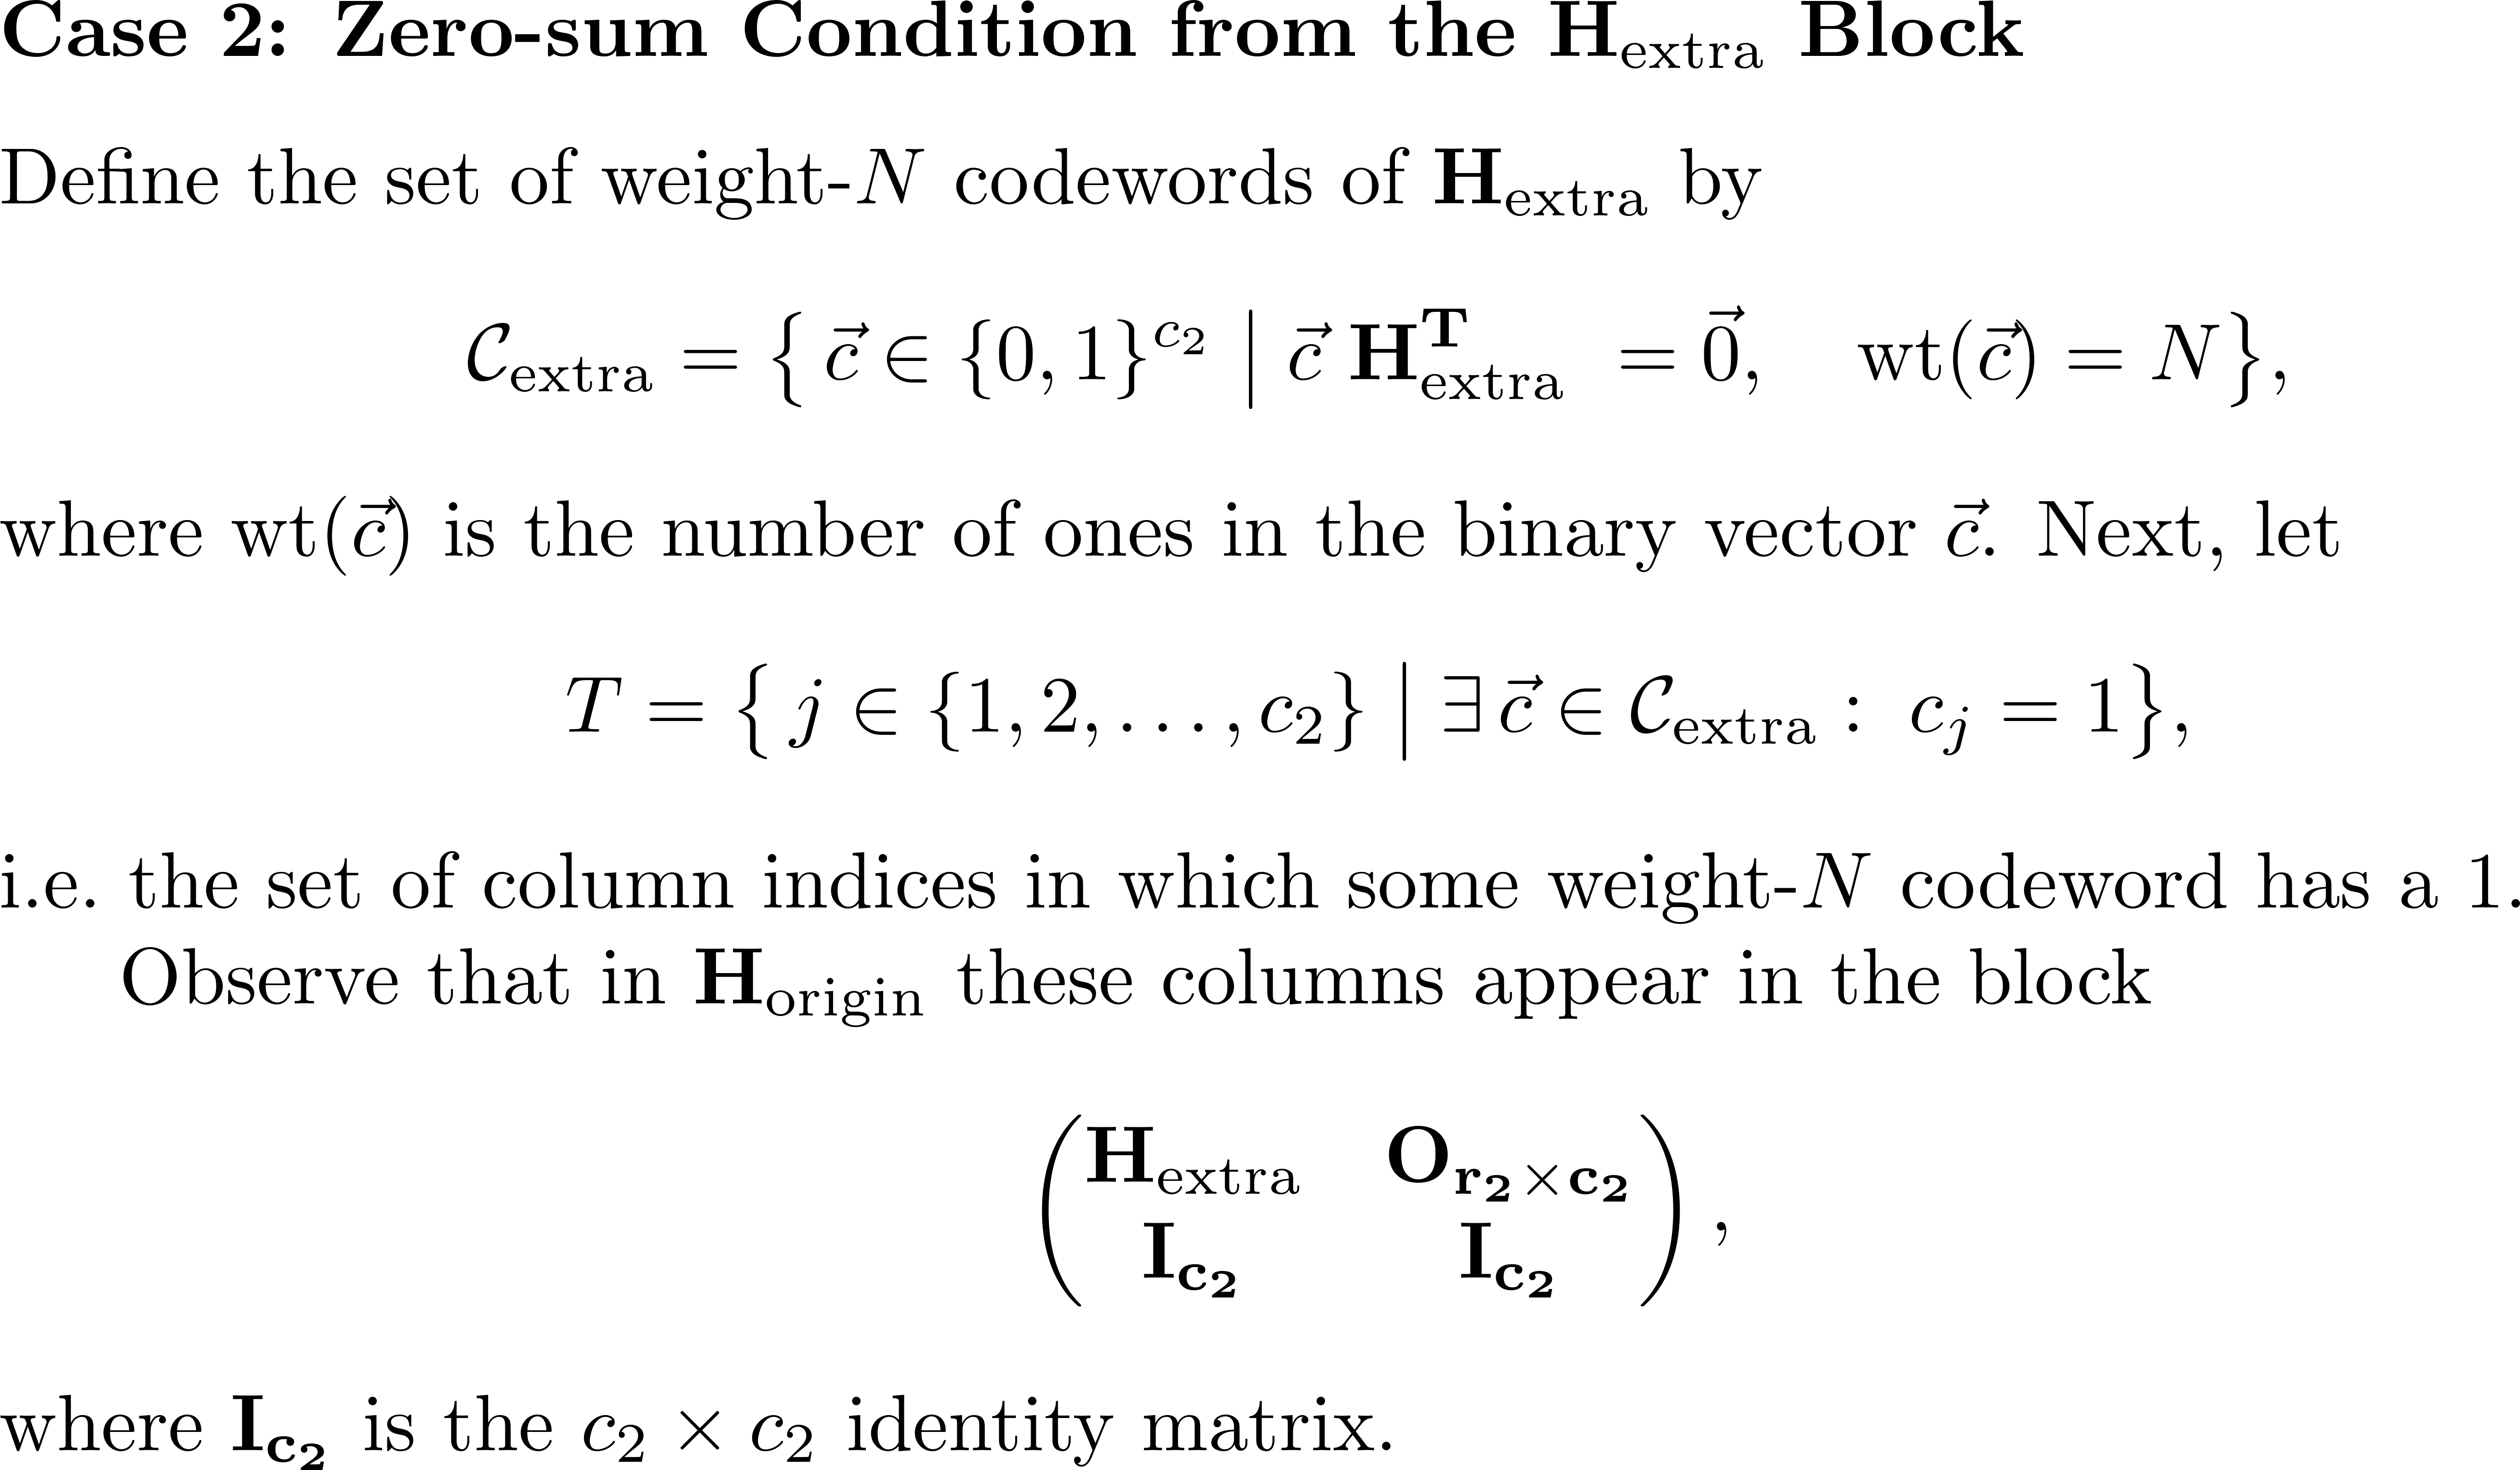 Case 2: Zero-sum Condition from the H_extra Block
Define the set of weight-N codewords of H_extra by
𝒞_extra = { c⃗ ∈ {0, 1}^{c_2} | c⃗ H^T_extra = 0⃗, wt(c⃗) = N },
where wt(c⃗) is the number of ones in the binary vector c⃗. Next, let
T = { j ∈ {1, 2, . . . , c_2} | ∃ c⃗ ∈ 𝒞_extra : c_j = 1 },
i.e. the set of column indices in which some weight-N codeword has a 1.
Observe that in H_origin these columns appear in the block
( H_extra O_{r_2×c_2}
I_{c_2} I_{c_2} ) ,
where I_{c_2} is the c_2 × c_2 identity matrix.